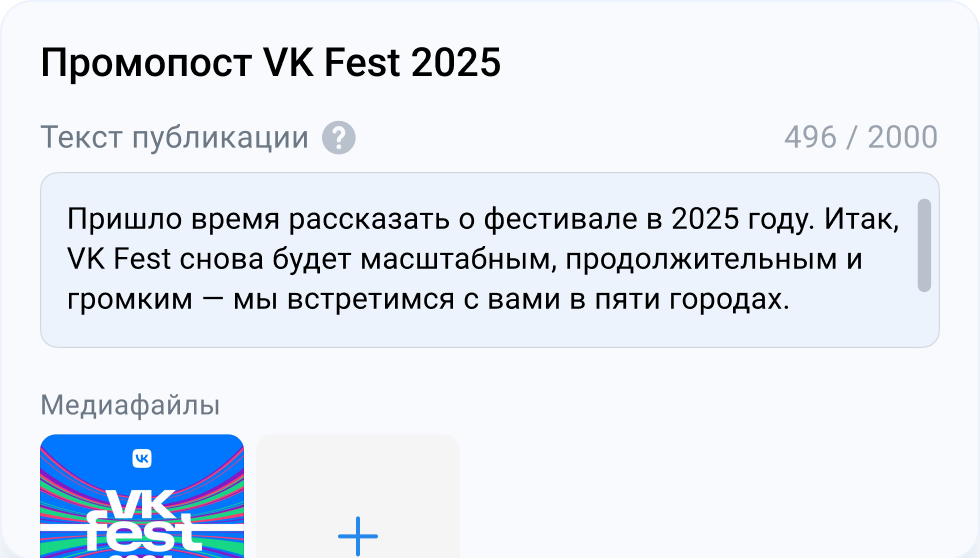 Промопост VK Fest 2025
Текст публикации ?
496 / 2000
Пришло время рассказать о фестивале в 2025 году. Итак,
VK Fest снова будет масштабным, продолжительным и
громким — мы встретимся с вами в пяти городах.
Медиафайлы
VK
VK
fest